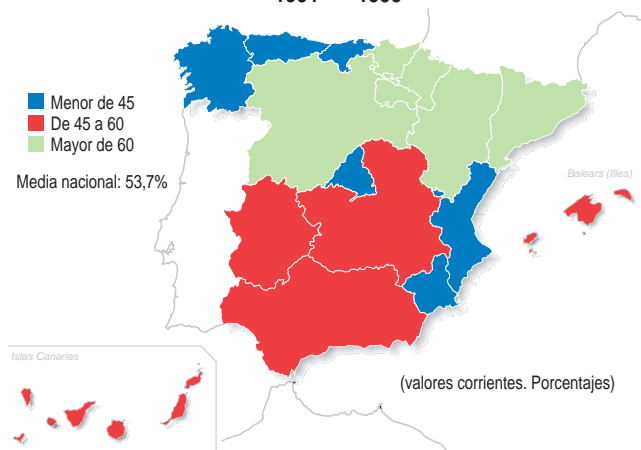 Menor de 45
De 45 a 60
Mayor de 60
Media nacional: 53,7%
Balears (Illes)
Islas Canarias
(valores corrientes. Porcentajes)